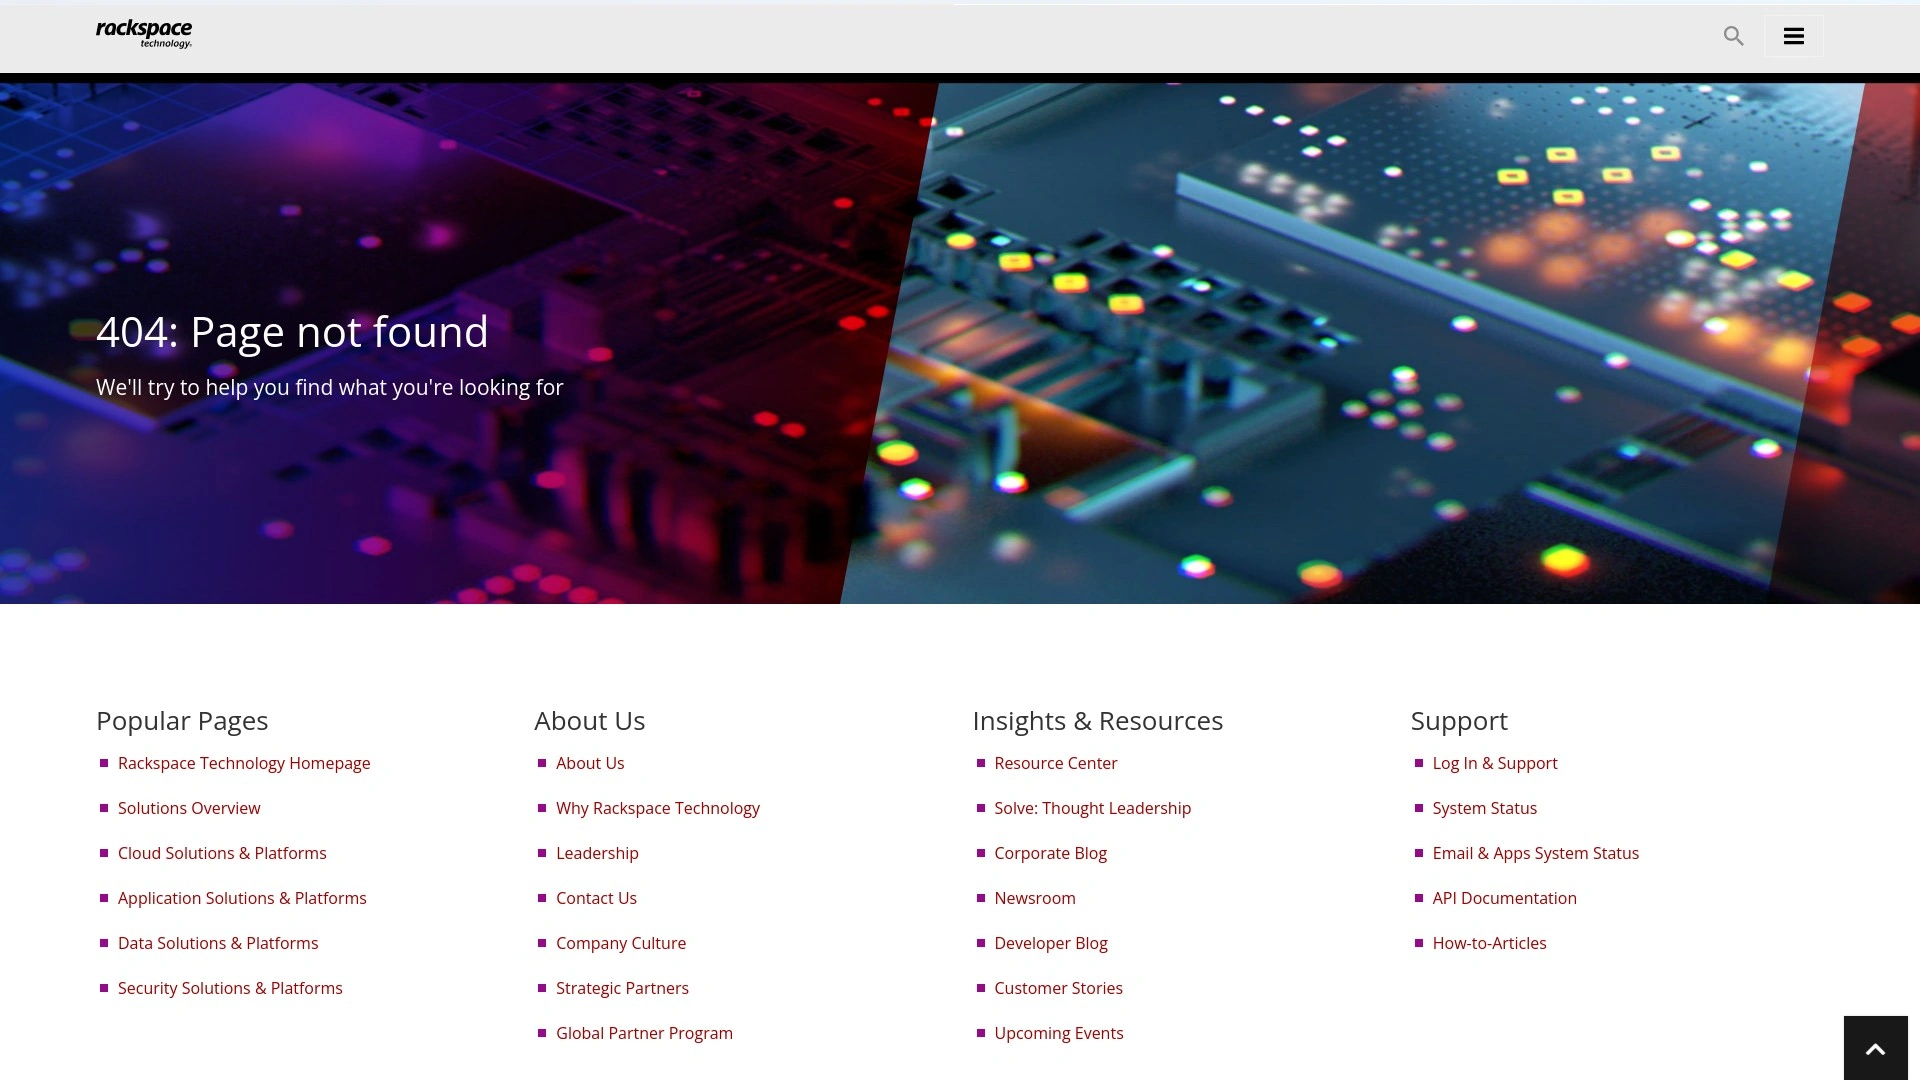 rackspace
technology.
404: Page not found
We'll try to help you find what you're looking for
Popular Pages
Rackspace Technology Homepage
Solutions Overview
Cloud Solutions & Platforms
Application Solutions & Platforms
Data Solutions & Platforms
Security Solutions & Platforms
About Us
About Us
Why Rackspace Technology
Leadership
Contact Us
Company Culture
Strategic Partners
Global Partner Program
Insights & Resources
Resource Center
Solve: Thought Leadership
Corporate Blog
Newsroom
Developer Blog
Customer Stories
Upcoming Events
Support
Log In & Support
System Status
Email & Apps System Status
API Documentation
How-to-Articles